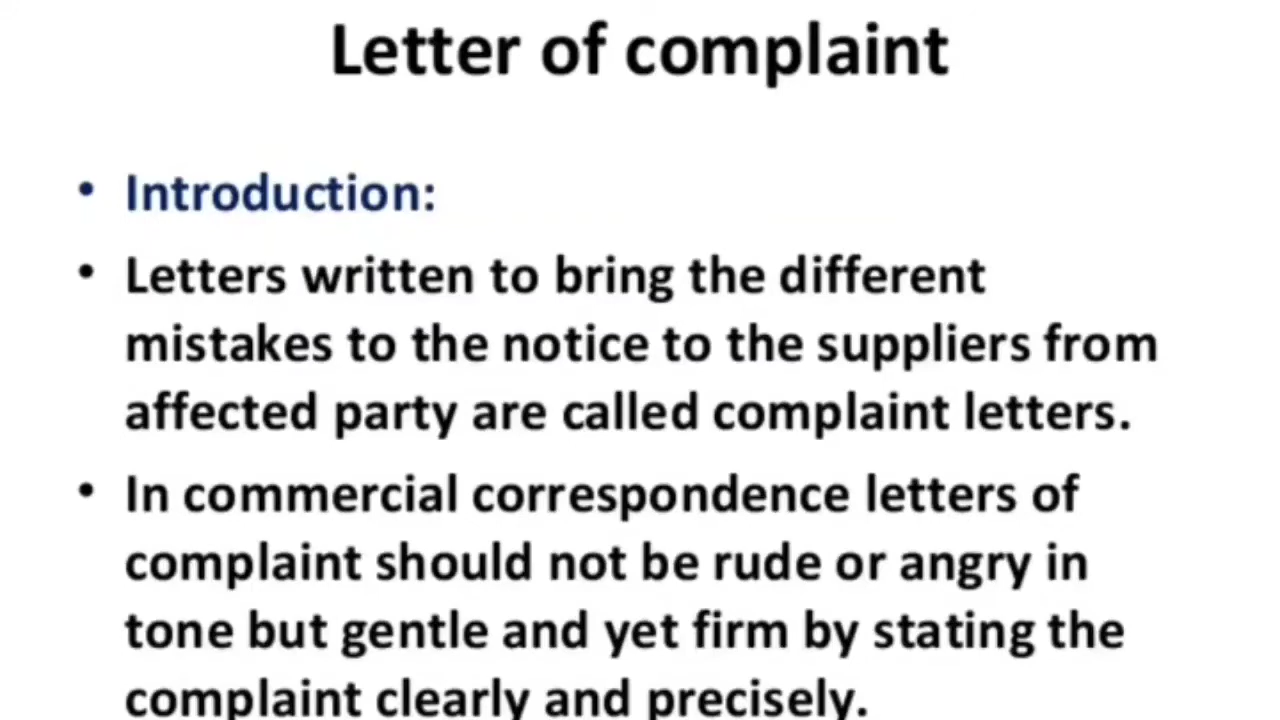 Letter of complaint
• Introduction:
• Letters written to bring the different
mistakes to the notice to the suppliers from
affected party are called complaint letters.
• In commercial correspondence letters of
complaint should not be rude or angry in
tone but gentle and yet firm by stating the
complaint clearly and precisely.